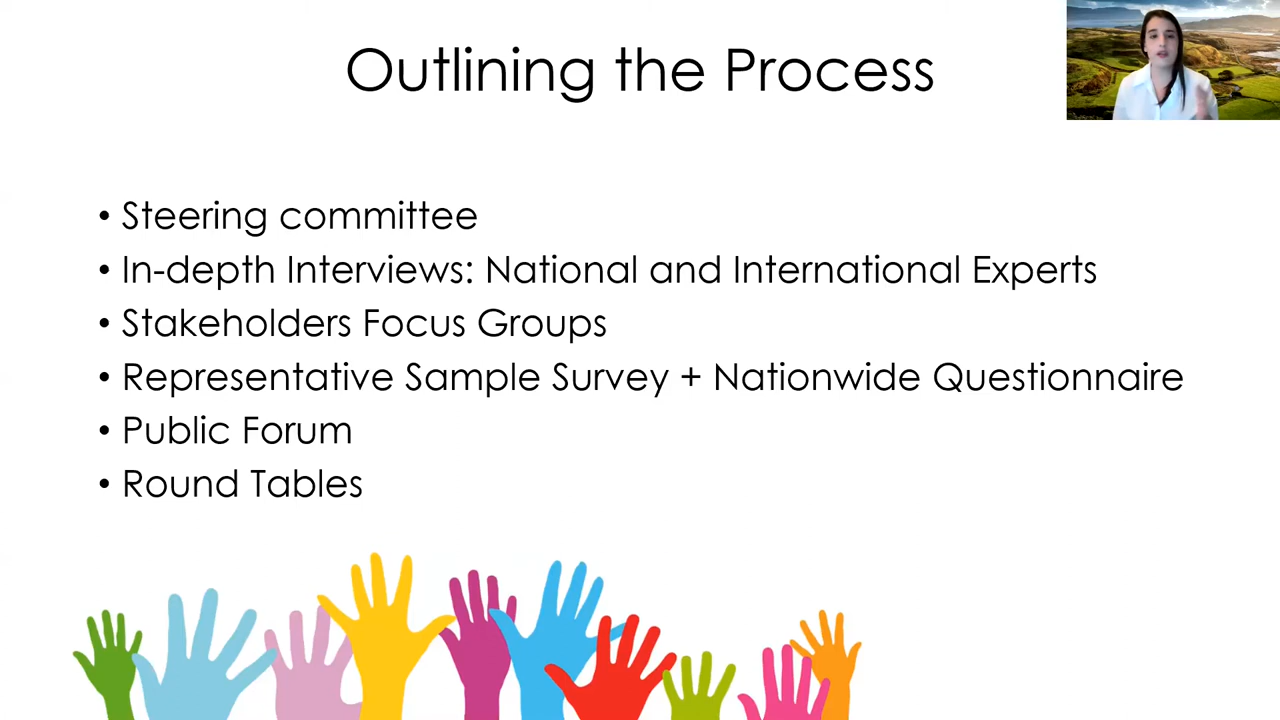 Outlining the Process
• Steering committee
• In-depth Interviews: National and International Experts
• Stakeholders Focus Groups
• Representative Sample Survey + Nationwide Questionnaire
• Public Forum
• Round Tables